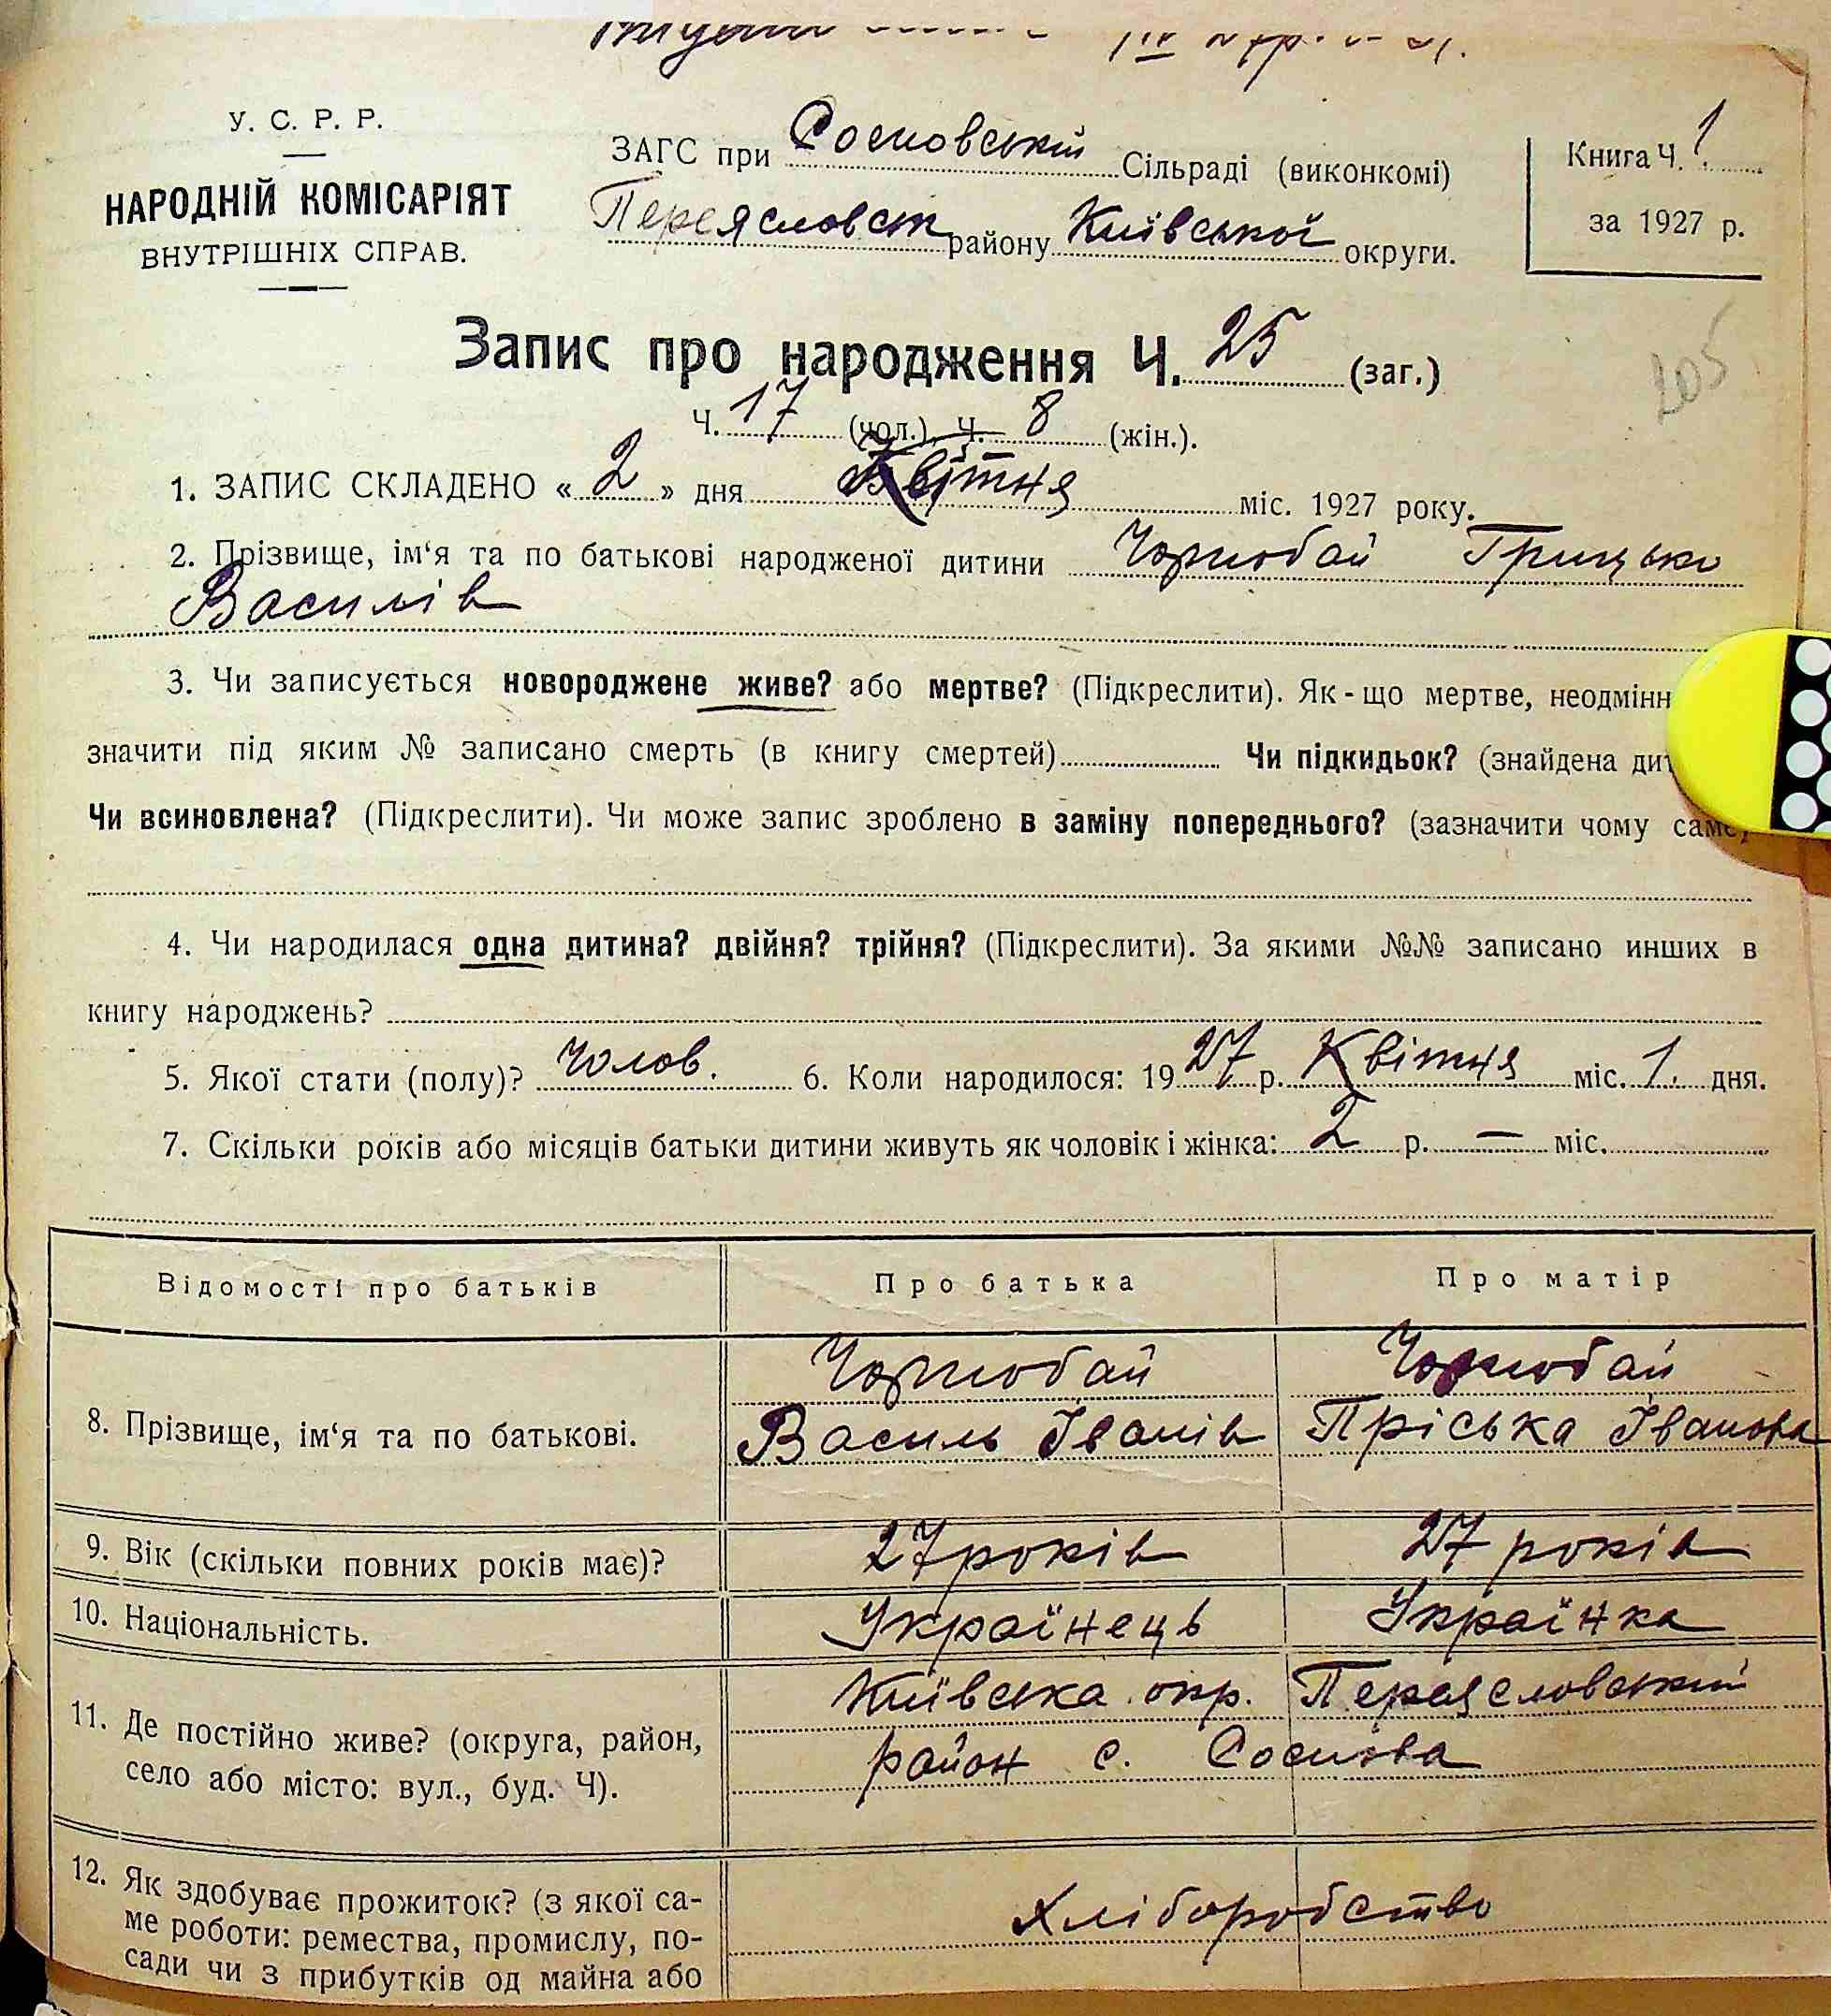 У. С. Р. Р.
НАРОДНІЙ КОМІСАРІЯТ
ВНУТРІШНІХ СПРАВ.
ЗАГС при Сосновській Сільраді (виконкомі)
Переясловськ району Київської округи.
Книга Ч. 1
за 1927 р.
Запис про народження Ч. 25 (заг.)
205
Ч. 17 (чол.), Ч. 8 (жін.).
1. ЗАПИС СКЛАДЕНО « 2 » дня Квітня міс. 1927 року.
2. Прізвище, ім‘я та по батькові народженої дитини Чорнобай Грицько
Василів
3. Чи записується новороджене живе? або мертве? (Підкреслити). Як-що мертве, неодмінн
значити під яким № записано смерть (в книгу смертей) Чи підкидьок? (знайдена дит
Чи всиновлена? (Підкреслити). Чи може запис зроблено в заміну попереднього? (зазначити чому саме)
4. Чи народилася одна дитина? двійня? трійня? (Підкреслити). За якими №№ записано инших в
книгу народжень?
5. Якої стати (полу)? Чолов. 6. Коли народилося: 1927 р. Квітня міс. 1. дня.
7. Скільки років або місяців батьки дитини живуть як чоловік і жінка: 2 р. — міс.
Відомості про батьків Про батька Про матір
Чорнобай Чорнобай
8. Прізвище, ім‘я та по батькові. Василь Іванів Пріська Іванова
9. Вік (скільки повних років має)? 27 років 27 років
10. Національність. Українець Українка
Київська окр. Переясловський
11. Де постійно живе? (округа, район,
район с. Соснова
село або місто: вул., буд. Ч).
12. Як здобуває прожиток? (з якої са-
ме роботи: ремества, промислу, по-
Хліборобство
сади чи з прибутків од майна або